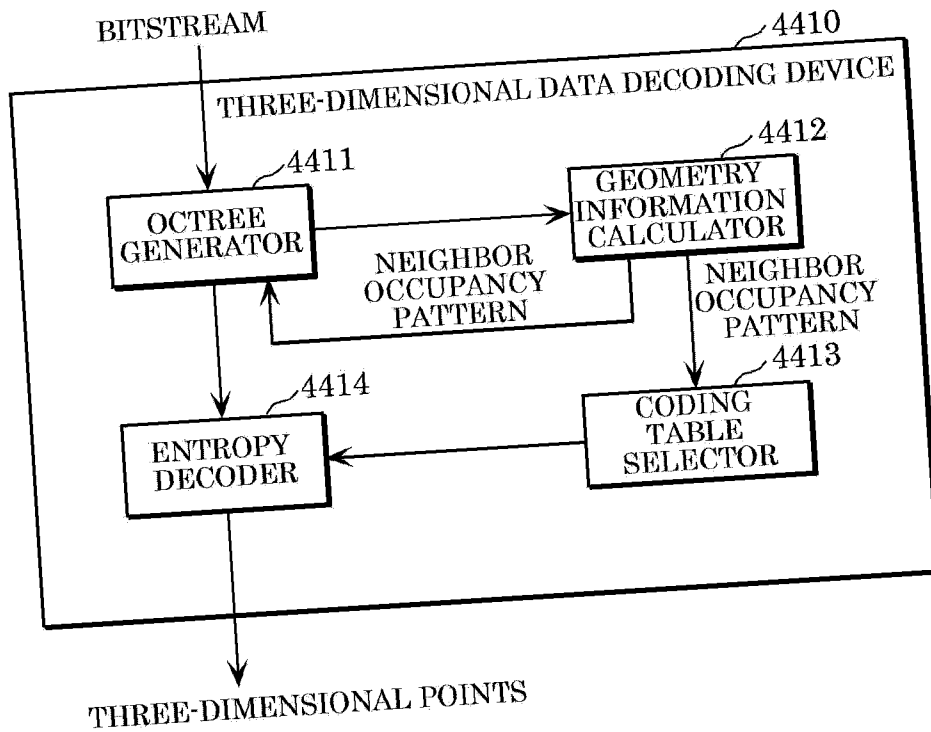 BITSTREAM
4410
THREE-DIMENSIONAL DATA DECODING DEVICE
4411
OCTREE
GENERATOR
4412
GEOMETRY
INFORMATION
CALCULATOR
NEIGHBOR
OCCUPANCY
PATTERN
NEIGHBOR
OCCUPANCY
PATTERN
4414
ENTROPY
DECODER
4413
CODING
TABLE
SELECTOR
THREE-DIMENSIONAL POINTS